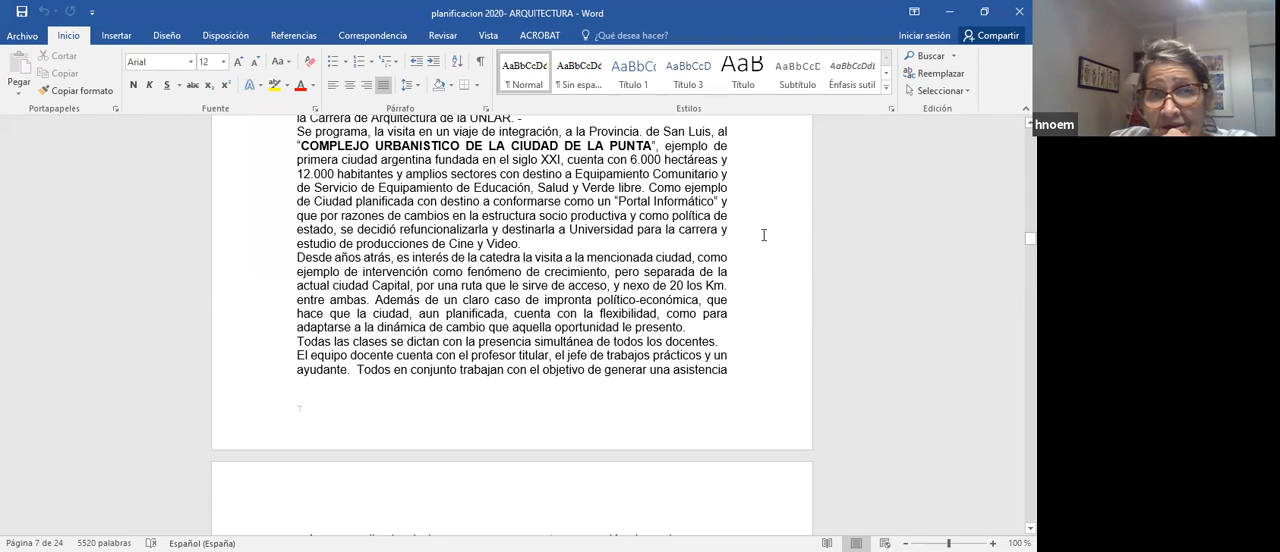 planificacion 2020- ARQUITECTURA - Word
Archivo Inicio Insertar Diseño Disposición Referencias Correspondencia Revisar Vista ACROBAT ¿Qué desea hacer? Iniciar sesión Compartir
Pegar
Cortar
Copiar
Copiar formato
Portapapeles
Arial 12
Fuente
Párrafo
AaBbCcDc AaBbCcDc AaBbCc AaBbCcD AaB AaBbCcD AaBbCcDt
¶ Normal ¶ Sin espa... Título 1 Título 3 Título Subtítulo Énfasis sutil
Estilos
Buscar
Reemplazar
Seleccionar
Edición
hnoem
la Carrera de Arquitectura de la UNLAR. -
Se programa, la visita en un viaje de integración, a la Provincia. de San Luis, al
"COMPLEJO URBANISTICO DE LA CIUDAD DE LA PUNTA", ejemplo de
primera ciudad argentina fundada en el siglo XXI, cuenta con 6.000 hectáreas y
12.000 habitantes y amplios sectores con destino a Equipamiento Comunitario y
de Servicio de Equipamiento de Educación, Salud y Verde libre. Como ejemplo
de Ciudad planificada con destino a conformarse como un "Portal Informático" y
que por razones de cambios en la estructura socio productiva y como política de
estado, se decidió refuncionalizarla y destinarla a Universidad para la carrera y
estudio de producciones de Cine y Video.
Desde años atrás, es interés de la catedra la visita a la mencionada ciudad, como
ejemplo de intervención como fenómeno de crecimiento, pero separada de la
actual ciudad Capital, por una ruta que le sirve de acceso, y nexo de 20 los Km.
entre ambas. Además de un claro caso de impronta político-económica, que
hace que la ciudad, aun planificada, cuenta con la flexibilidad, como para
adaptarse a la dinámica de cambio que aquella oportunidad le presento.
Todas las clases se dictan con la presencia simultánea de todos los docentes.
El equipo docente cuenta con el profesor titular, el jefe de trabajos prácticos y un
ayudante. Todos en conjunto trabajan con el objetivo de generar una asistencia
7
Página 7 de 24 5520 palabras Español (España) 100 %